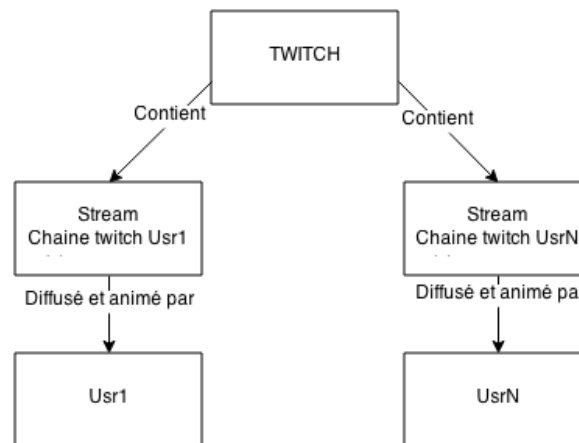 TWITCH
Contient
Contient
Stream
Chaine twitch Usr1
Stream
Chaine twitch UsrN
Diffusé et animé par
Diffusé et animé pa
Usr1
UsrN